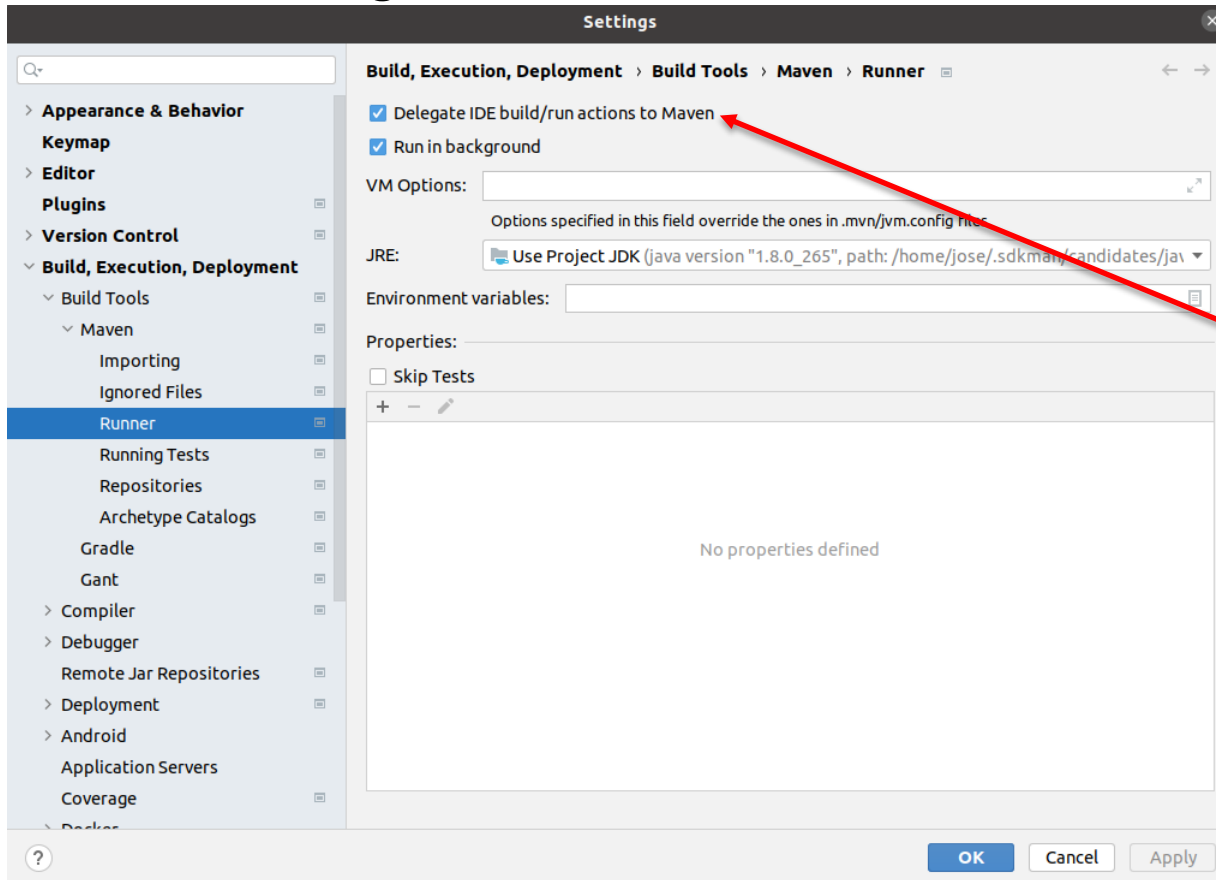 Settings
Build, Execution, Deployment › Build Tools › Maven › Runner
Appearance & Behavior
Keymap
Editor
Plugins
Version Control
Build, Execution, Deployment
Build Tools
Maven
Importing
Ignored Files
Runner
Running Tests
Repositories
Archetype Catalogs
Gradle
Gant
Compiler
Debugger
Remote Jar Repositories
Deployment
Android
Application Servers
Coverage
Delegate IDE build/run actions to Maven
Run in background
VM Options:
Options specified in this field override the ones in .mvn/jvm.config files
JRE: Use Project JDK (java version "1.8.0_265", path: /home/jose/.sdkman/candidates/jav
Environment variables:
Properties:
Skip Tests
+ −
No properties defined
? OK Cancel Apply